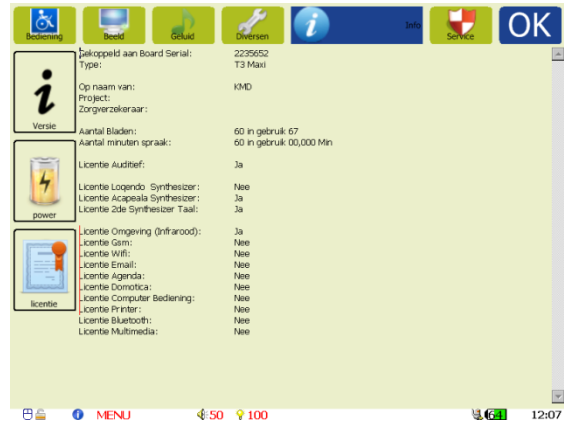 Bediening Beeld Geluid Diversen Info Service OK
Gekoppeld aan Board Serial: 2235652
Type: T3 Maxi
Op naam van: KMD
Project:
Zorgverzekeraar:
Versie
Aantal Bladen: 60 in gebruik 67
Aantal minuten spraak: 60 in gebruik 00,000 Min
Licentie Auditief: Ja
Licentie Loqendo Synthesizer: Nee
Licentie Acapeala Synthesizer: Ja
Licentie 2de Synthesizer Taal: Ja
power
Licentie Omgeving (Infrarood): Ja
Licentie Gsm: Nee
Licentie Wifi: Nee
Licentie Email: Nee
Licentie Agenda: Nee
Licentie Domotica: Nee
Licentie Computer Bediening: Nee
licentie
Licentie Printer: Nee
Licentie Bluetooth: Nee
Licentie Multimedia: Nee
MENU 50 100 64 12:07